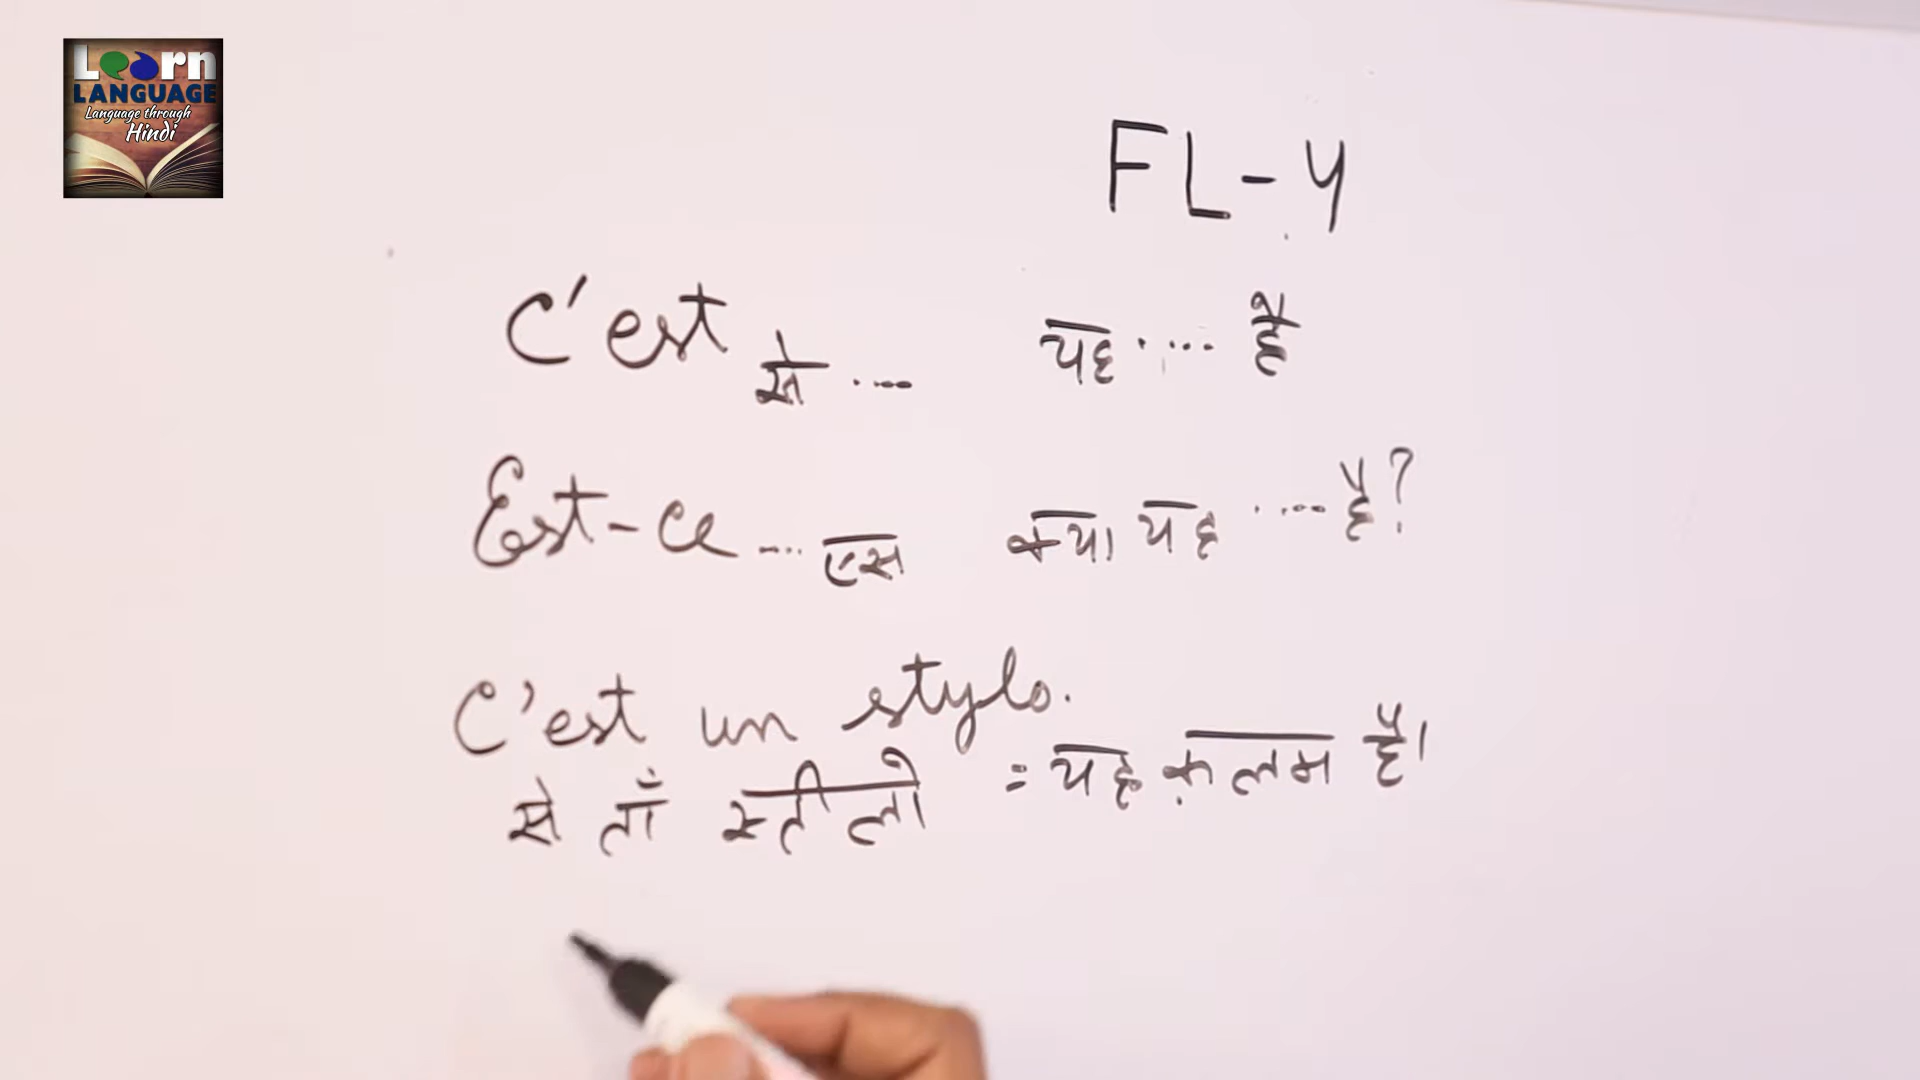 Learn
LANGUAGE
Language through
Hindi
FL-4
C'est से .... यह .... है
Est-ce .... एस क्या यह .... है?
C'est un stylo.
से ताँ स्तीलो = यह क़लम है।